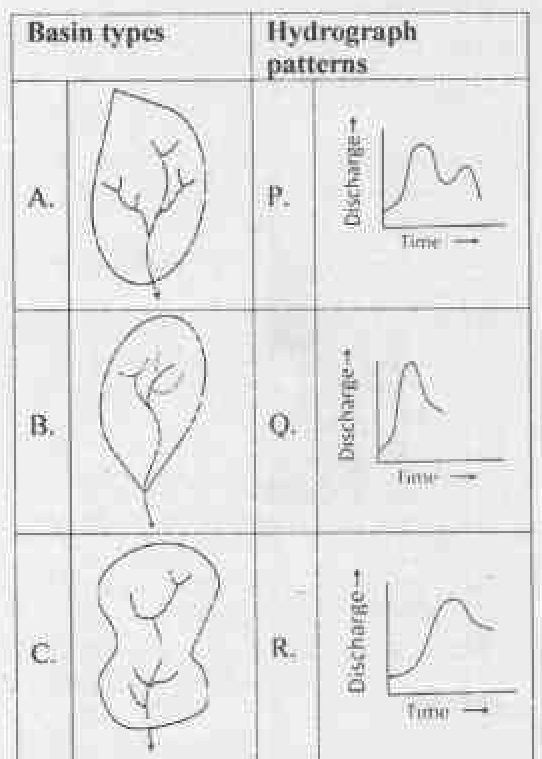 Basin types
Hydrograph
patterns
A.
P.
Discharge→
Time →
B.
Q.
Discharge→
Time →
C.
R.
Discharge→
Time →